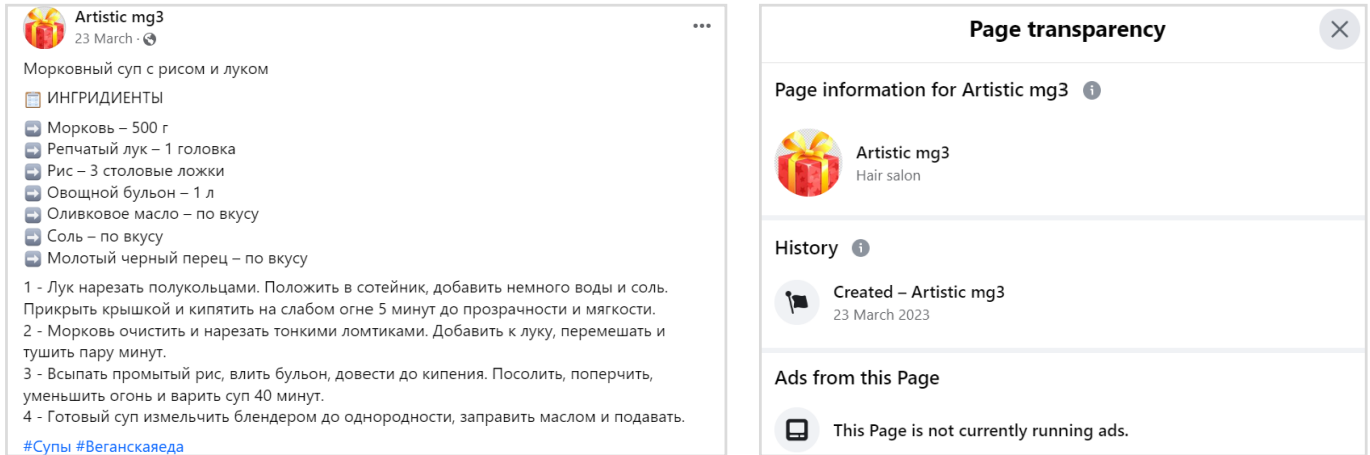 Artistic mg3
23 March
Морковный суп с рисом и луком
ИНГРИДИЕНТЫ
Морковь – 500 г
Репчатый лук – 1 головка
Рис – 3 столовые ложки
Овощной бульон – 1 л
Оливковое масло – по вкусу
Соль – по вкусу
Молотый черный перец – по вкусу
1 - Лук нарезать полукольцами. Положить в сотейник, добавить немного воды и соль.
Прикрыть крышкой и кипятить на слабом огне 5 минут до прозрачности и мягкости.
2 - Морковь очистить и нарезать тонкими ломтиками. Добавить к луку, перемешать и
тушить пару минут.
3 - Всыпать промытый рис, влить бульон, довести до кипения. Посолить, поперчить,
уменьшить огонь и варить суп 40 минут.
4 - Готовый суп измельчить блендером до однородности, заправить маслом и подавать.
#Супы #Веганскаяеда
Page transparency
Page information for Artistic mg3
Artistic mg3
Hair salon
History
Created – Artistic mg3
23 March 2023
Ads from this Page
This Page is not currently running ads.